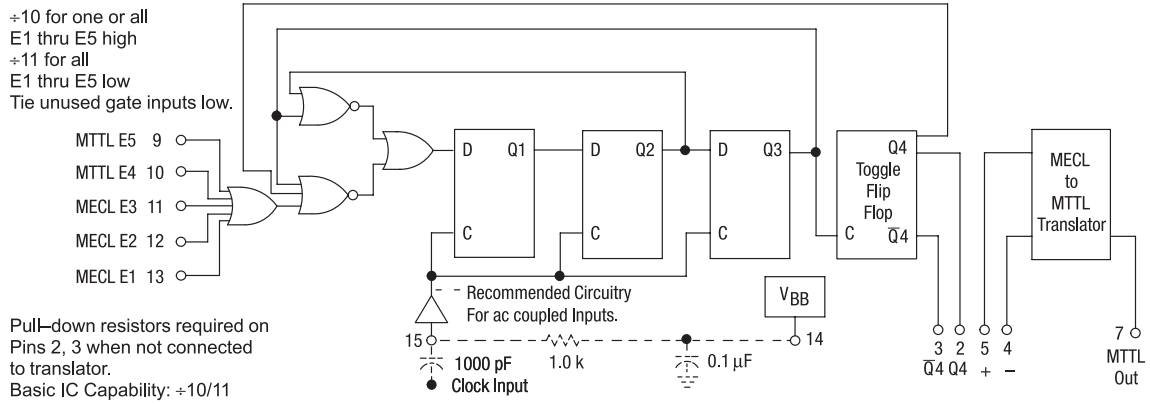 ÷10 for one or all
E1 thru E5 high
÷11 for all
E1 thru E5 low
Tie unused gate inputs low.
MTTL E5 9
MTTL E4 10
MECL E3 11
MECL E2 12
MECL E1 13
D Q1
C
D Q2
D Q3
C
Q4
Toggle
Flip
Flop
C Q̅4
MECL
to
MTTL
Translator
Recommended Circuitry
For ac coupled Inputs.
VBB
15
14
1000 pF
1.0 k
0.1 µF
Clock Input
3 2 5 4
Q̅4 Q4 + –
7
MTTL
Out
Pull–down resistors required on
Pins 2, 3 when not connected
to translator.
Basic IC Capability: ÷10/11